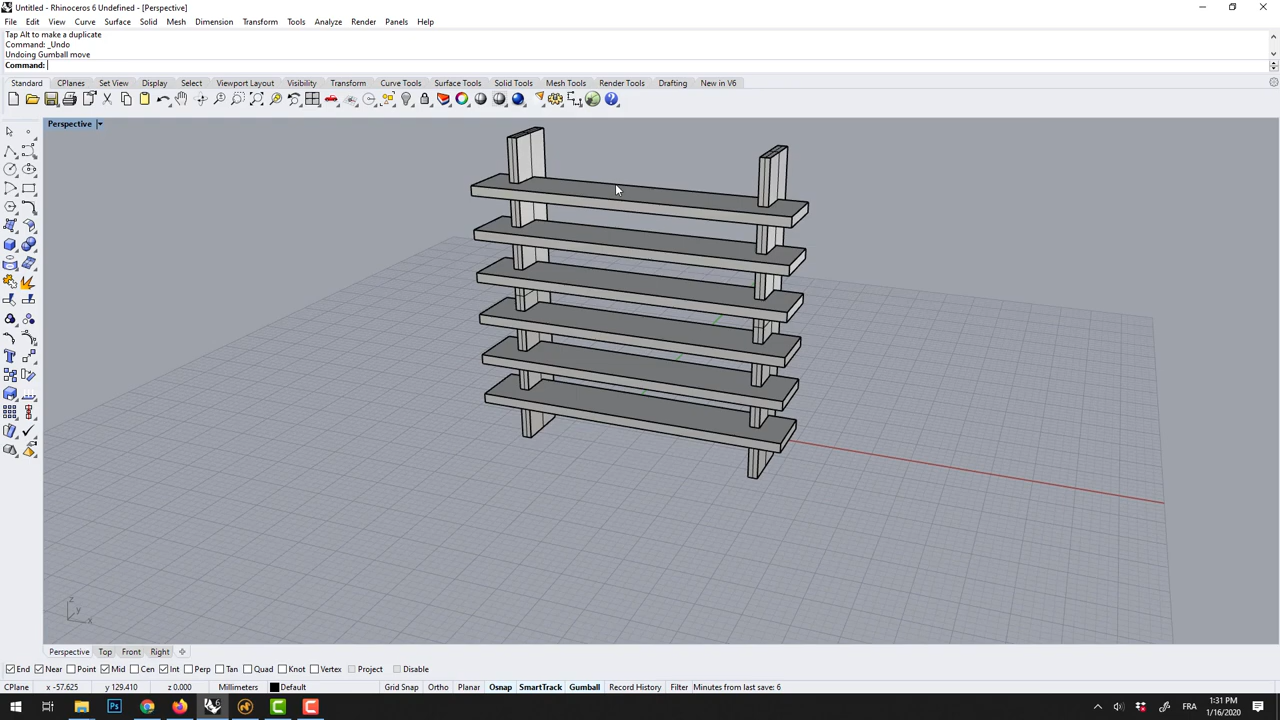 Untitled - Rhinoceros 6 Undefined - [Perspective]
File Edit View Curve Surface Solid Mesh Dimension Transform Tools Analyze Render Panels Help
Tap Alt to make a duplicate
Command: _Undo
Undoing Gumball move
Command:
Standard CPlanes Set View Display Select Viewport Layout Visibility Transform Curve Tools Surface Tools Solid Tools Mesh Tools Render Tools Drafting New in V6
Perspective
z
y
x
Perspective Top Front Right
End Near Point Mid Cen Int Perp Tan Quad Knot Vertex Project Disable
CPlane x -57.625 y 129.410 z 0.000 Millimeters Default Grid Snap Ortho Planar Osnap SmartTrack Gumball Record History Filter Minutes from last save: 6
FRA 1:31 PM
1/16/2020